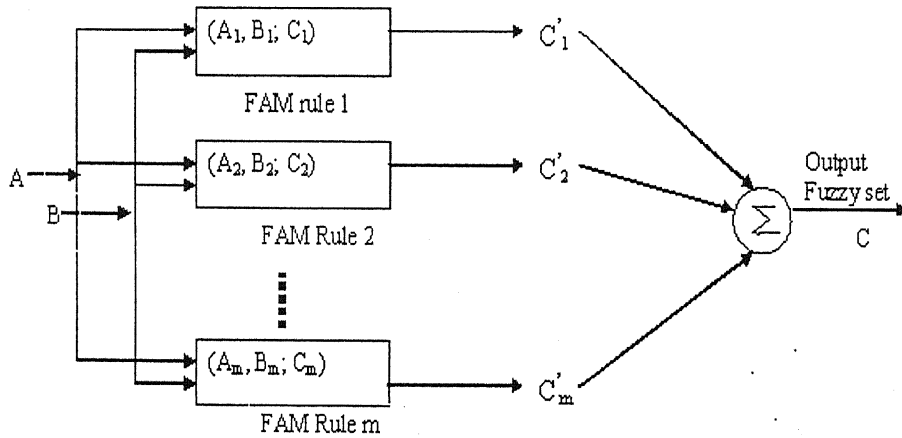 (A₁, B₁; C₁)
C'₁
FAM rule 1
(A₂, B₂; C₂)
C'₂
A
B
FAM Rule 2
Output
Fuzzy set
Σ
C
(Aₘ, Bₘ; Cₘ)
C'ₘ
FAM Rule m